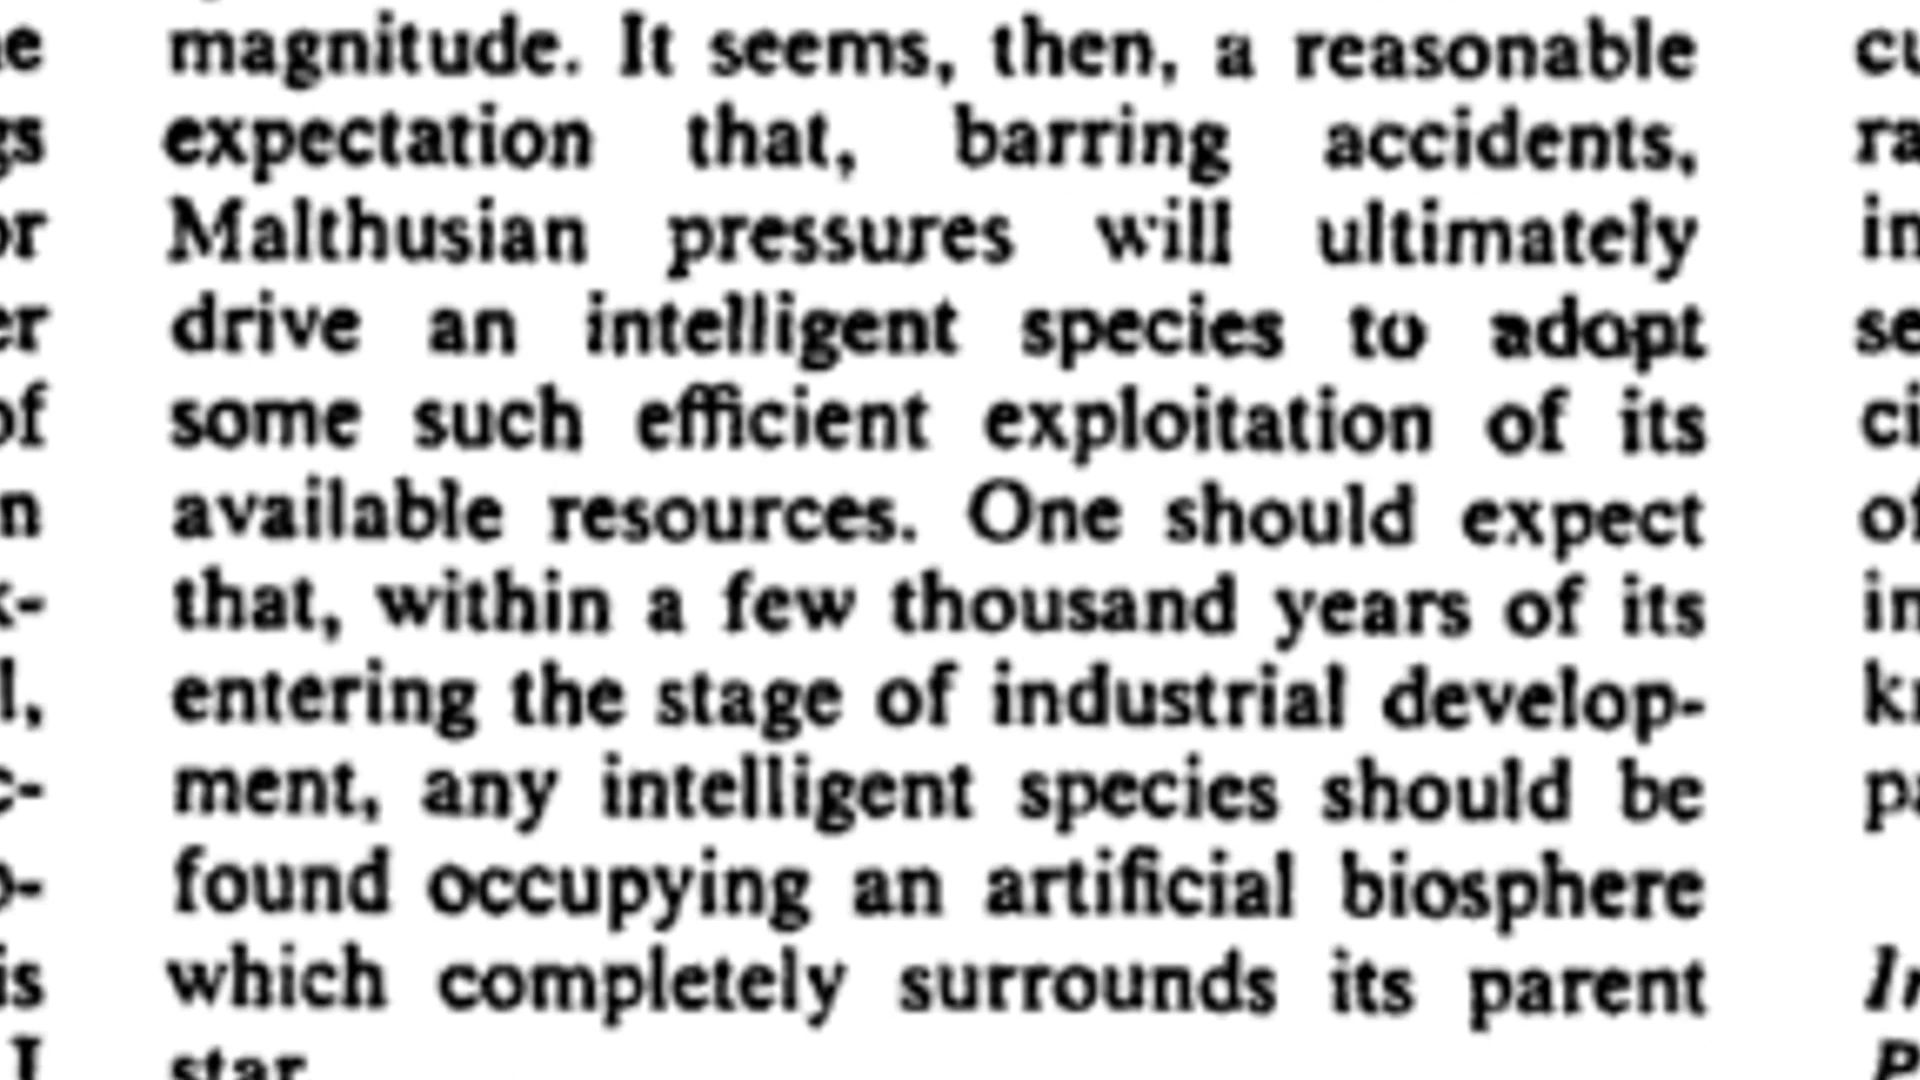 magnitude. It seems, then, a reasonable
expectation that, barring accidents,
Malthusian pressures will ultimately
drive an intelligent species to adopt
some such efficient exploitation of its
available resources. One should expect
that, within a few thousand years of its
entering the stage of industrial develop-
ment, any intelligent species should be
found occupying an artificial biosphere
which completely surrounds its parent
star